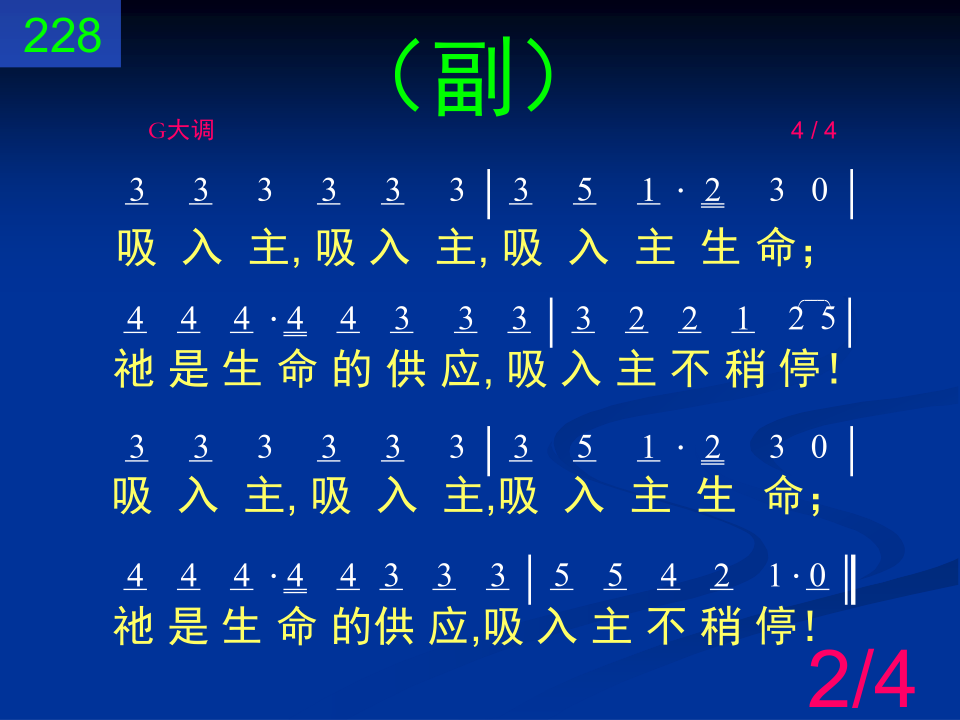 228
（副）
G大调 4 / 4
3 3 3 3 3 3 | 3 5 1 · 2 3 0 |
吸 入 主, 吸 入 主, 吸 入 主 生 命；
4 4 4 · 4 4 3 3 3 | 3 2 2 1 2 5 |
祂 是 生 命 的 供 应, 吸 入 主 不 稍 停！
3 3 3 3 3 3 | 3 5 1 · 2 3 0 |
吸 入 主, 吸 入 主,吸 入 主 生 命；
4 4 4 · 4 4 3 3 3 | 5 5 4 2 1 · 0 ‖
祂 是 生 命 的供 应,吸 入 主 不 稍 停！
2/4